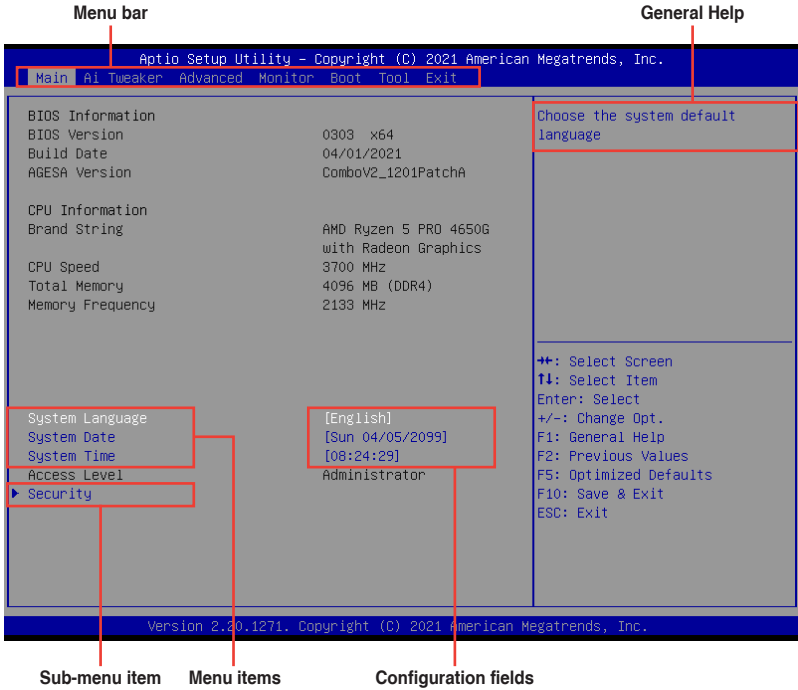 Menu bar
General Help
Aptio Setup Utility – Copyright (C) 2021 American Megatrends, Inc.
Main Ai Tweaker Advanced Monitor Boot Tool Exit
BIOS Information
BIOS Version 0303 x64
Build Date 04/01/2021
AGESA Version ComboV2_1201PatchA
CPU Information
Brand String AMD Ryzen 5 PRO 4650G
with Radeon Graphics
CPU Speed 3700 MHz
Total Memory 4096 MB (DDR4)
Memory Frequency 2133 MHz
System Language [English]
System Date [Sun 04/05/2099]
System Time [08:24:29]
Access Level Administrator
Security
Choose the system default
language
→←: Select Screen
↑↓: Select Item
Enter: Select
+/-: Change Opt.
F1: General Help
F2: Previous Values
F5: Optimized Defaults
F10: Save & Exit
ESC: Exit
Version 2.20.1271. Copyright (C) 2021 American Megatrends, Inc.
Sub-menu item
Menu items
Configuration fields